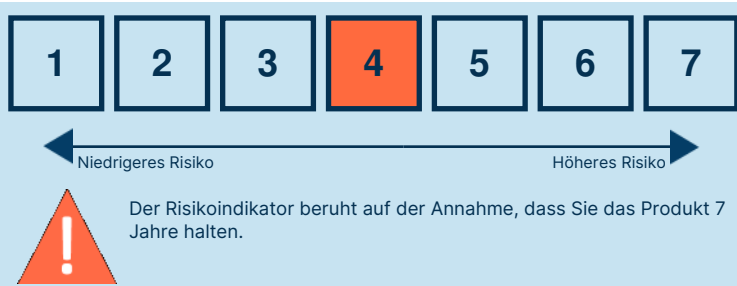 1 2 3 4 5 6 7
Niedrigeres Risiko Höheres Risiko
!
Der Risikoindikator beruht auf der Annahme, dass Sie das Produkt 7
Jahre halten.